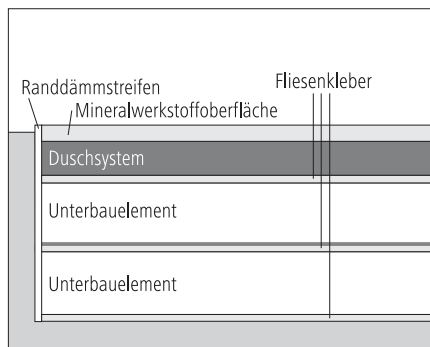 Fliesenkleber
Randdämmstreifen
Mineralwerkstoffoberfläche
Duschsystem
Unterbauelement
Unterbauelement